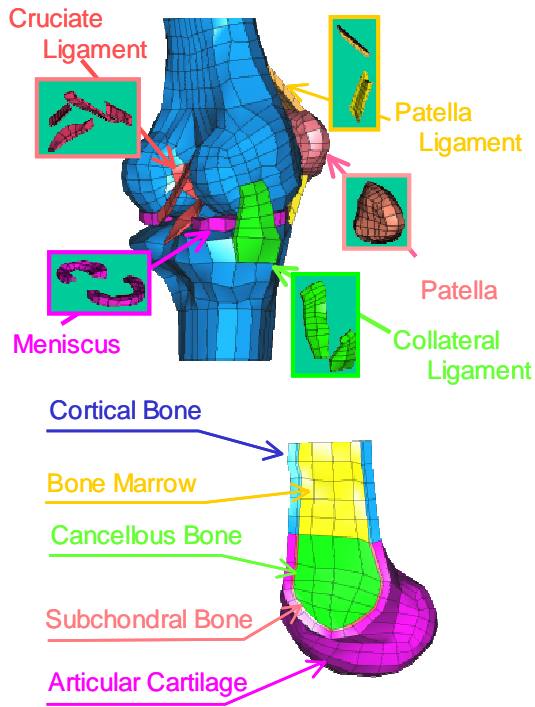 Cruciate
Ligament
Patella
Ligament
Patella
Meniscus
Collateral
Ligament
Cortical Bone
Bone Marrow
Cancellous Bone
Subchondral Bone
Articular Cartilage